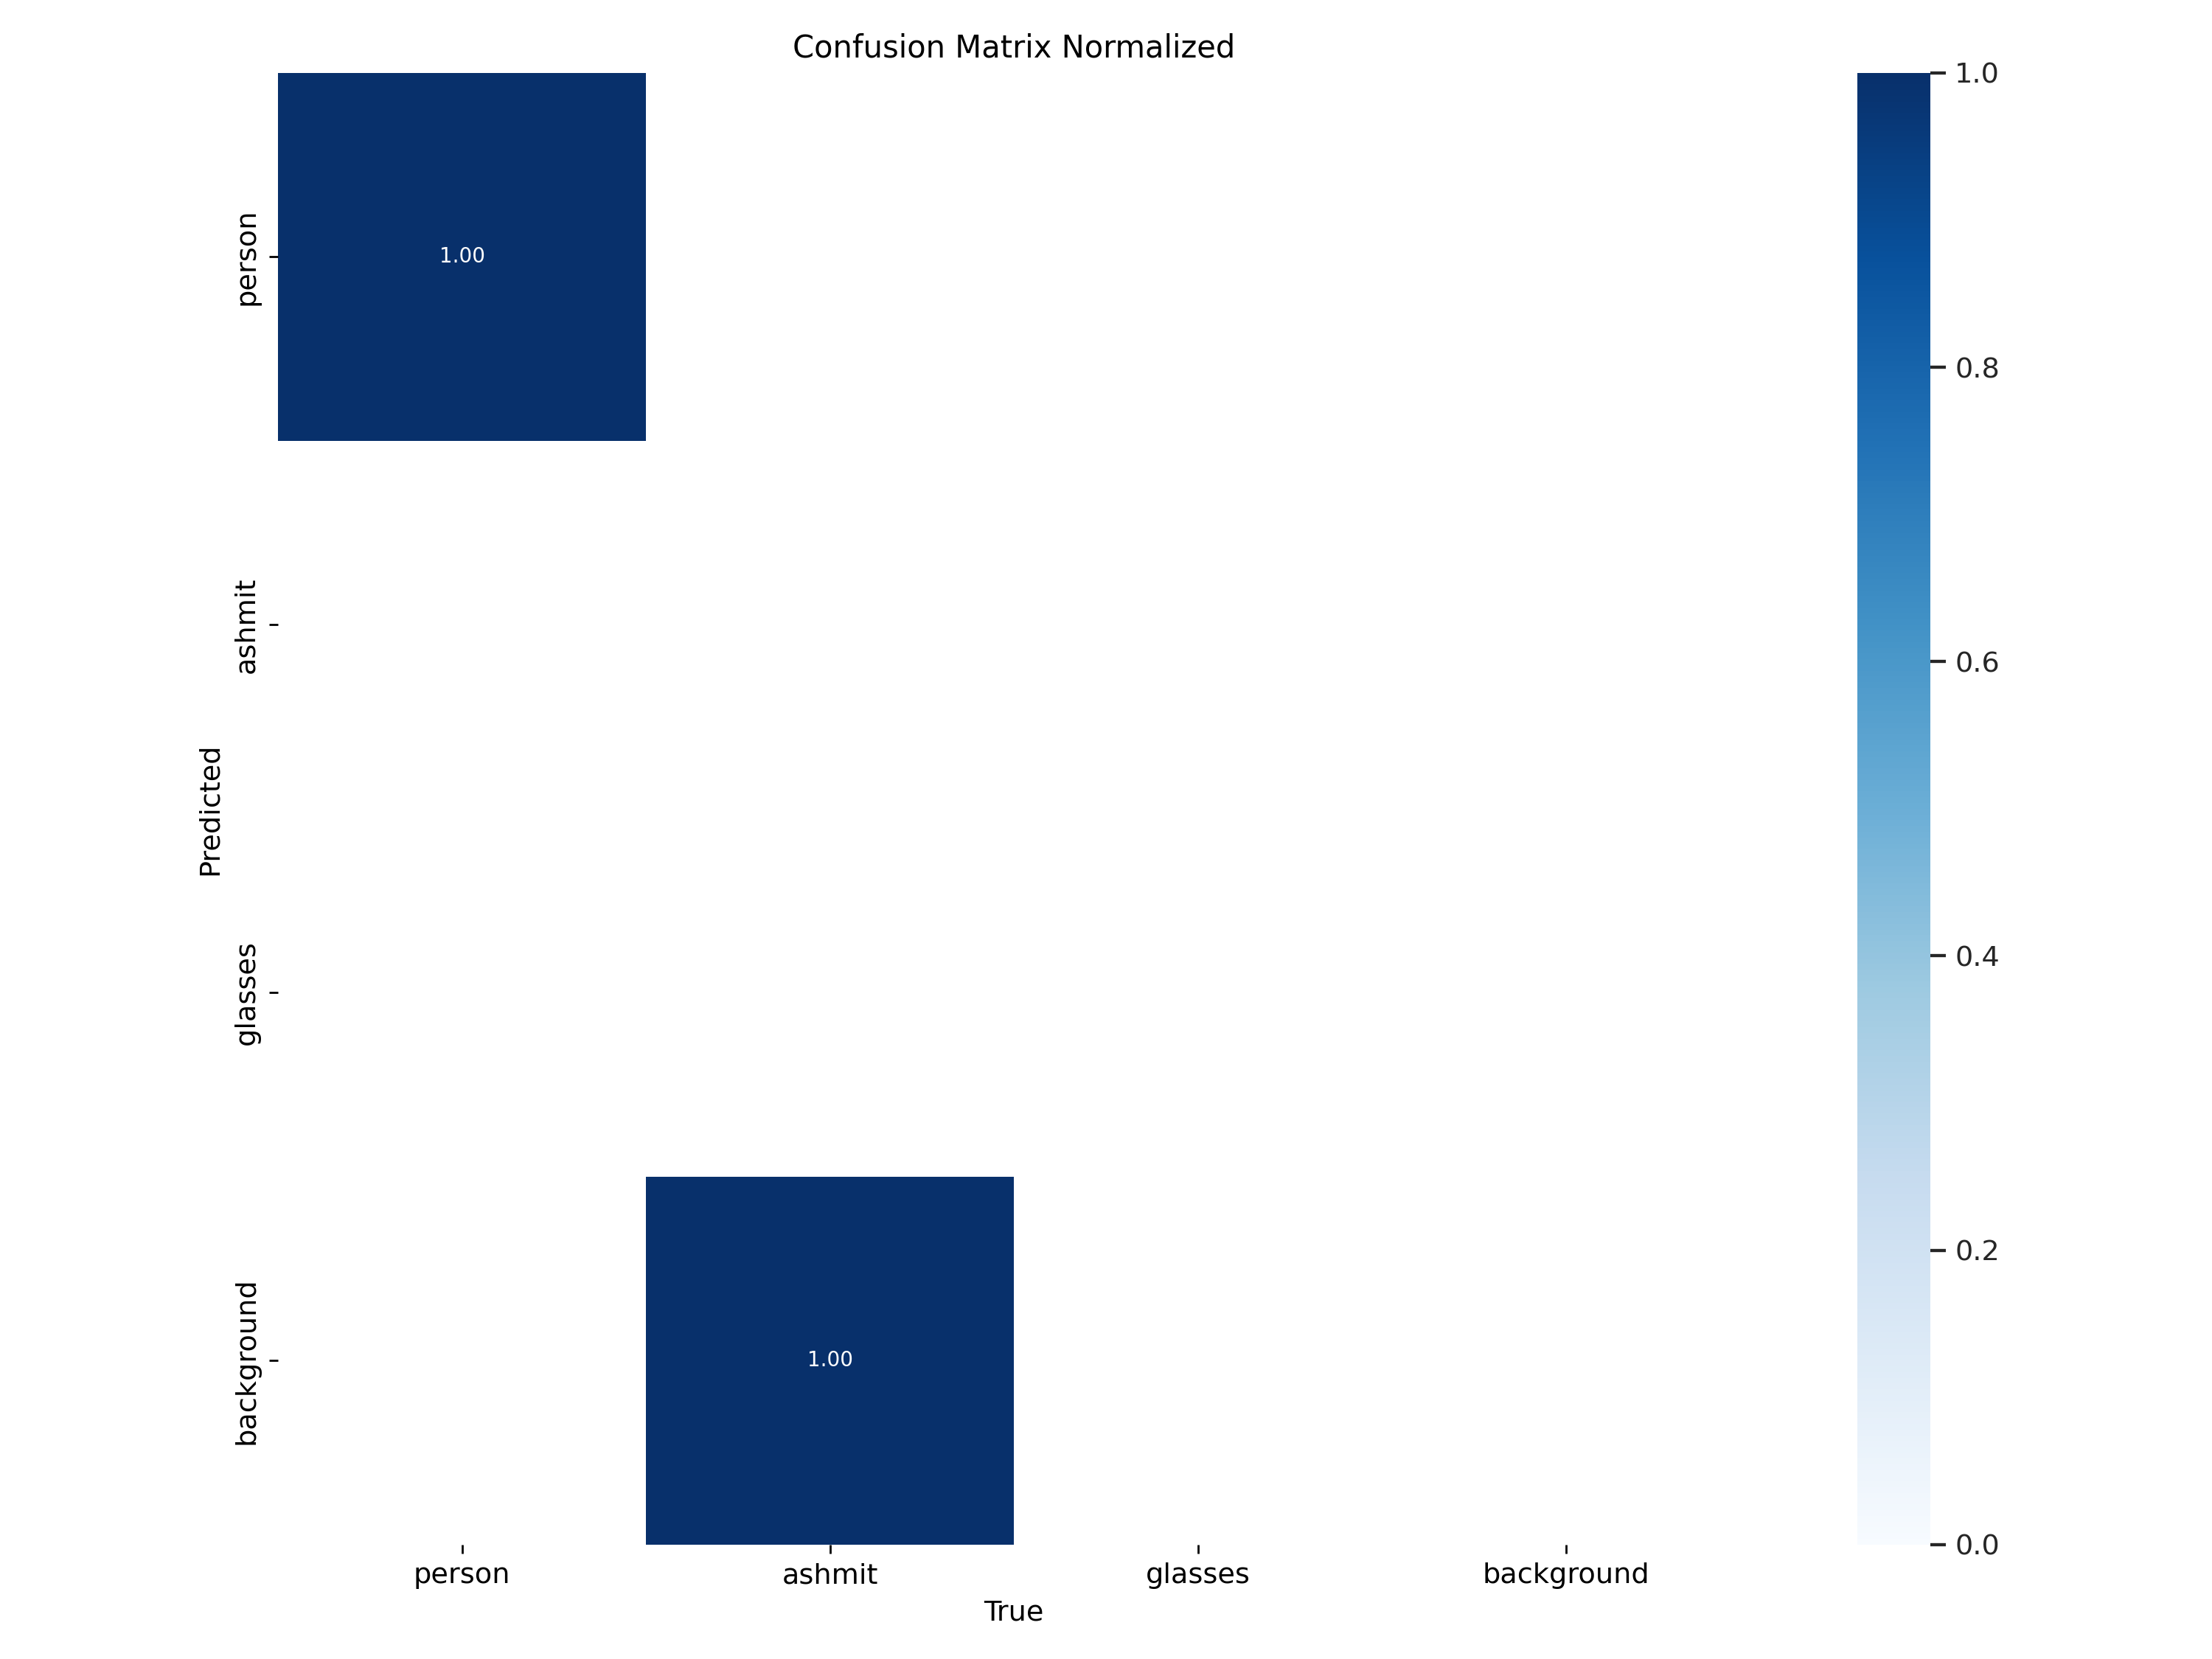 Confusion Matrix Normalized
person
ashmit
glasses
background
Predicted
1.00
1.00
person
ashmit
glasses
background
True
1.0
0.8
0.6
0.4
0.2
0.0